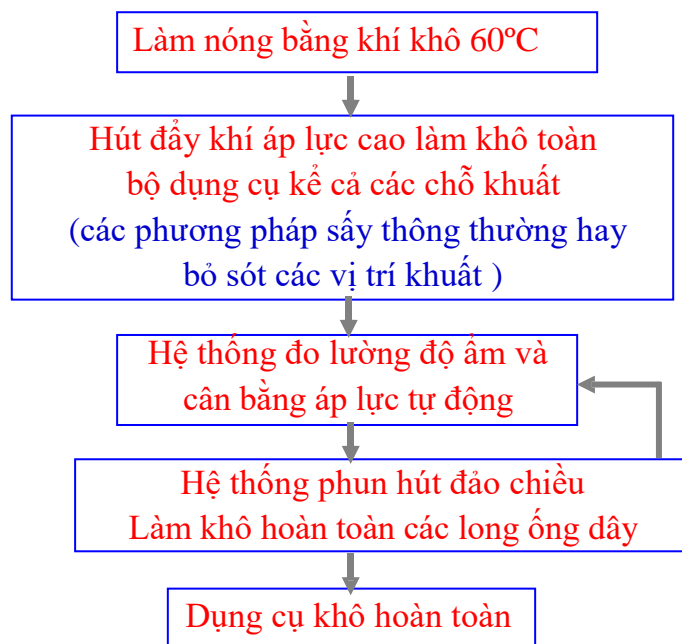 Làm nóng bằng khí khô 60ºC
Hút đẩy khí áp lực cao làm khô toàn
bộ dụng cụ kể cả các chỗ khuất
(các phương pháp sấy thông thường hay
bỏ sót các vị trí khuất )
Hệ thống đo lường độ ẩm và
cân bằng áp lực tự động
Hệ thống phun hút đảo chiều
Làm khô hoàn toàn các long ống dây
Dụng cụ khô hoàn toàn